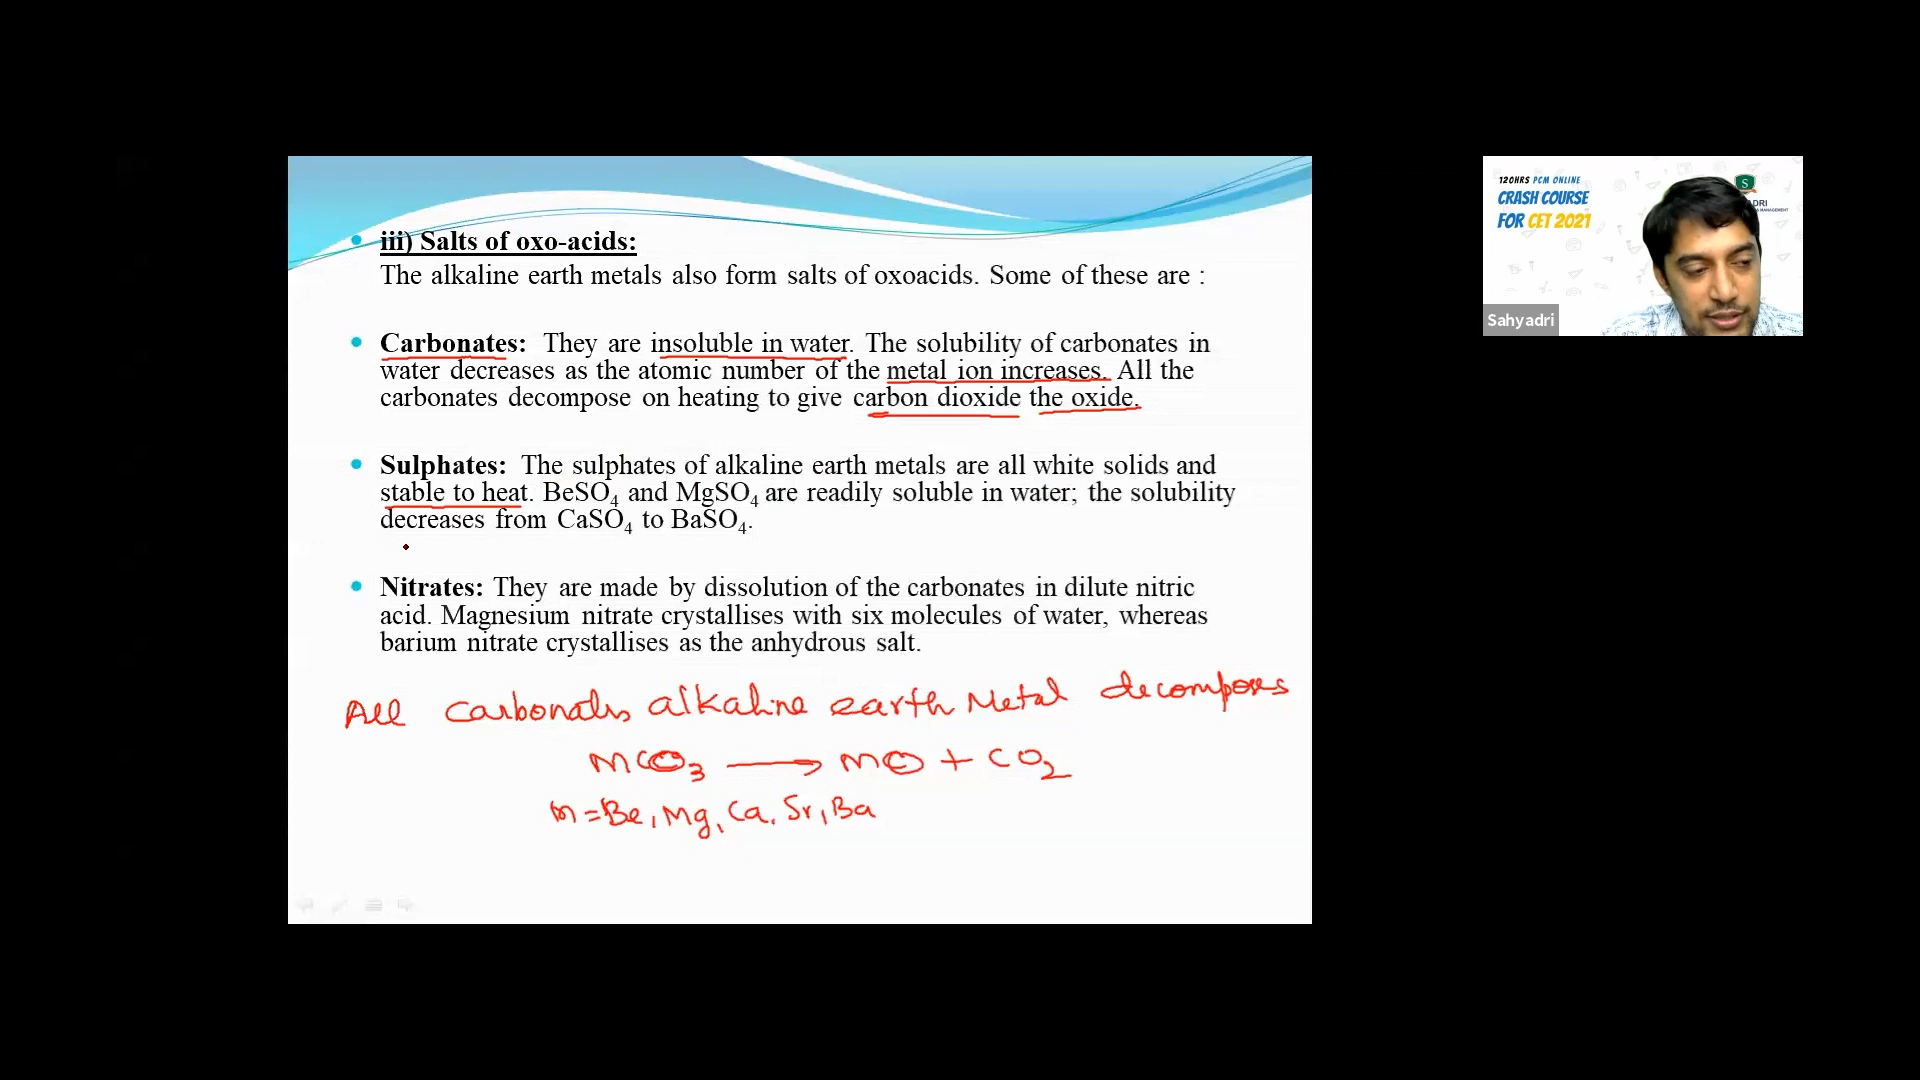 iii) Salts of oxo-acids:
The alkaline earth metals also form salts of oxoacids. Some of these are :
Carbonates: They are insoluble in water. The solubility of carbonates in
water decreases as the atomic number of the metal ion increases. All the
carbonates decompose on heating to give carbon dioxide the oxide.
Sulphates: The sulphates of alkaline earth metals are all white solids and
stable to heat. BeSO₄ and MgSO₄ are readily soluble in water; the solubility
decreases from CaSO₄ to BaSO₄.
Nitrates: They are made by dissolution of the carbonates in dilute nitric
acid. Magnesium nitrate crystallises with six molecules of water, whereas
barium nitrate crystallises as the anhydrous salt.
All Carbonates alkaline earth Metal decomposes
MCO₃ ⟶ MO + CO₂
M = Be, Mg, Ca, Sr, Ba
120HRS PCM ONLINE
CRASH COURSE
FOR CET 2021
S
Sahyadri